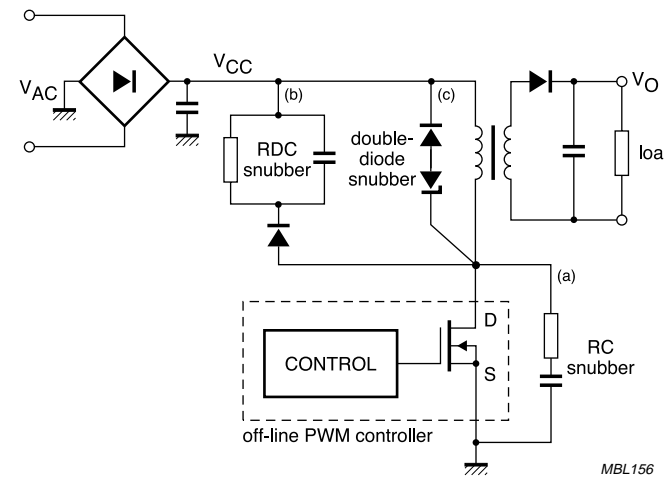 V_AC
V_CC
(b)
(c)
V_O
RDC
snubber
double-
diode
snubber
loa
(a)
D
CONTROL
S
RC
snubber
off-line PWM controller
MBL156